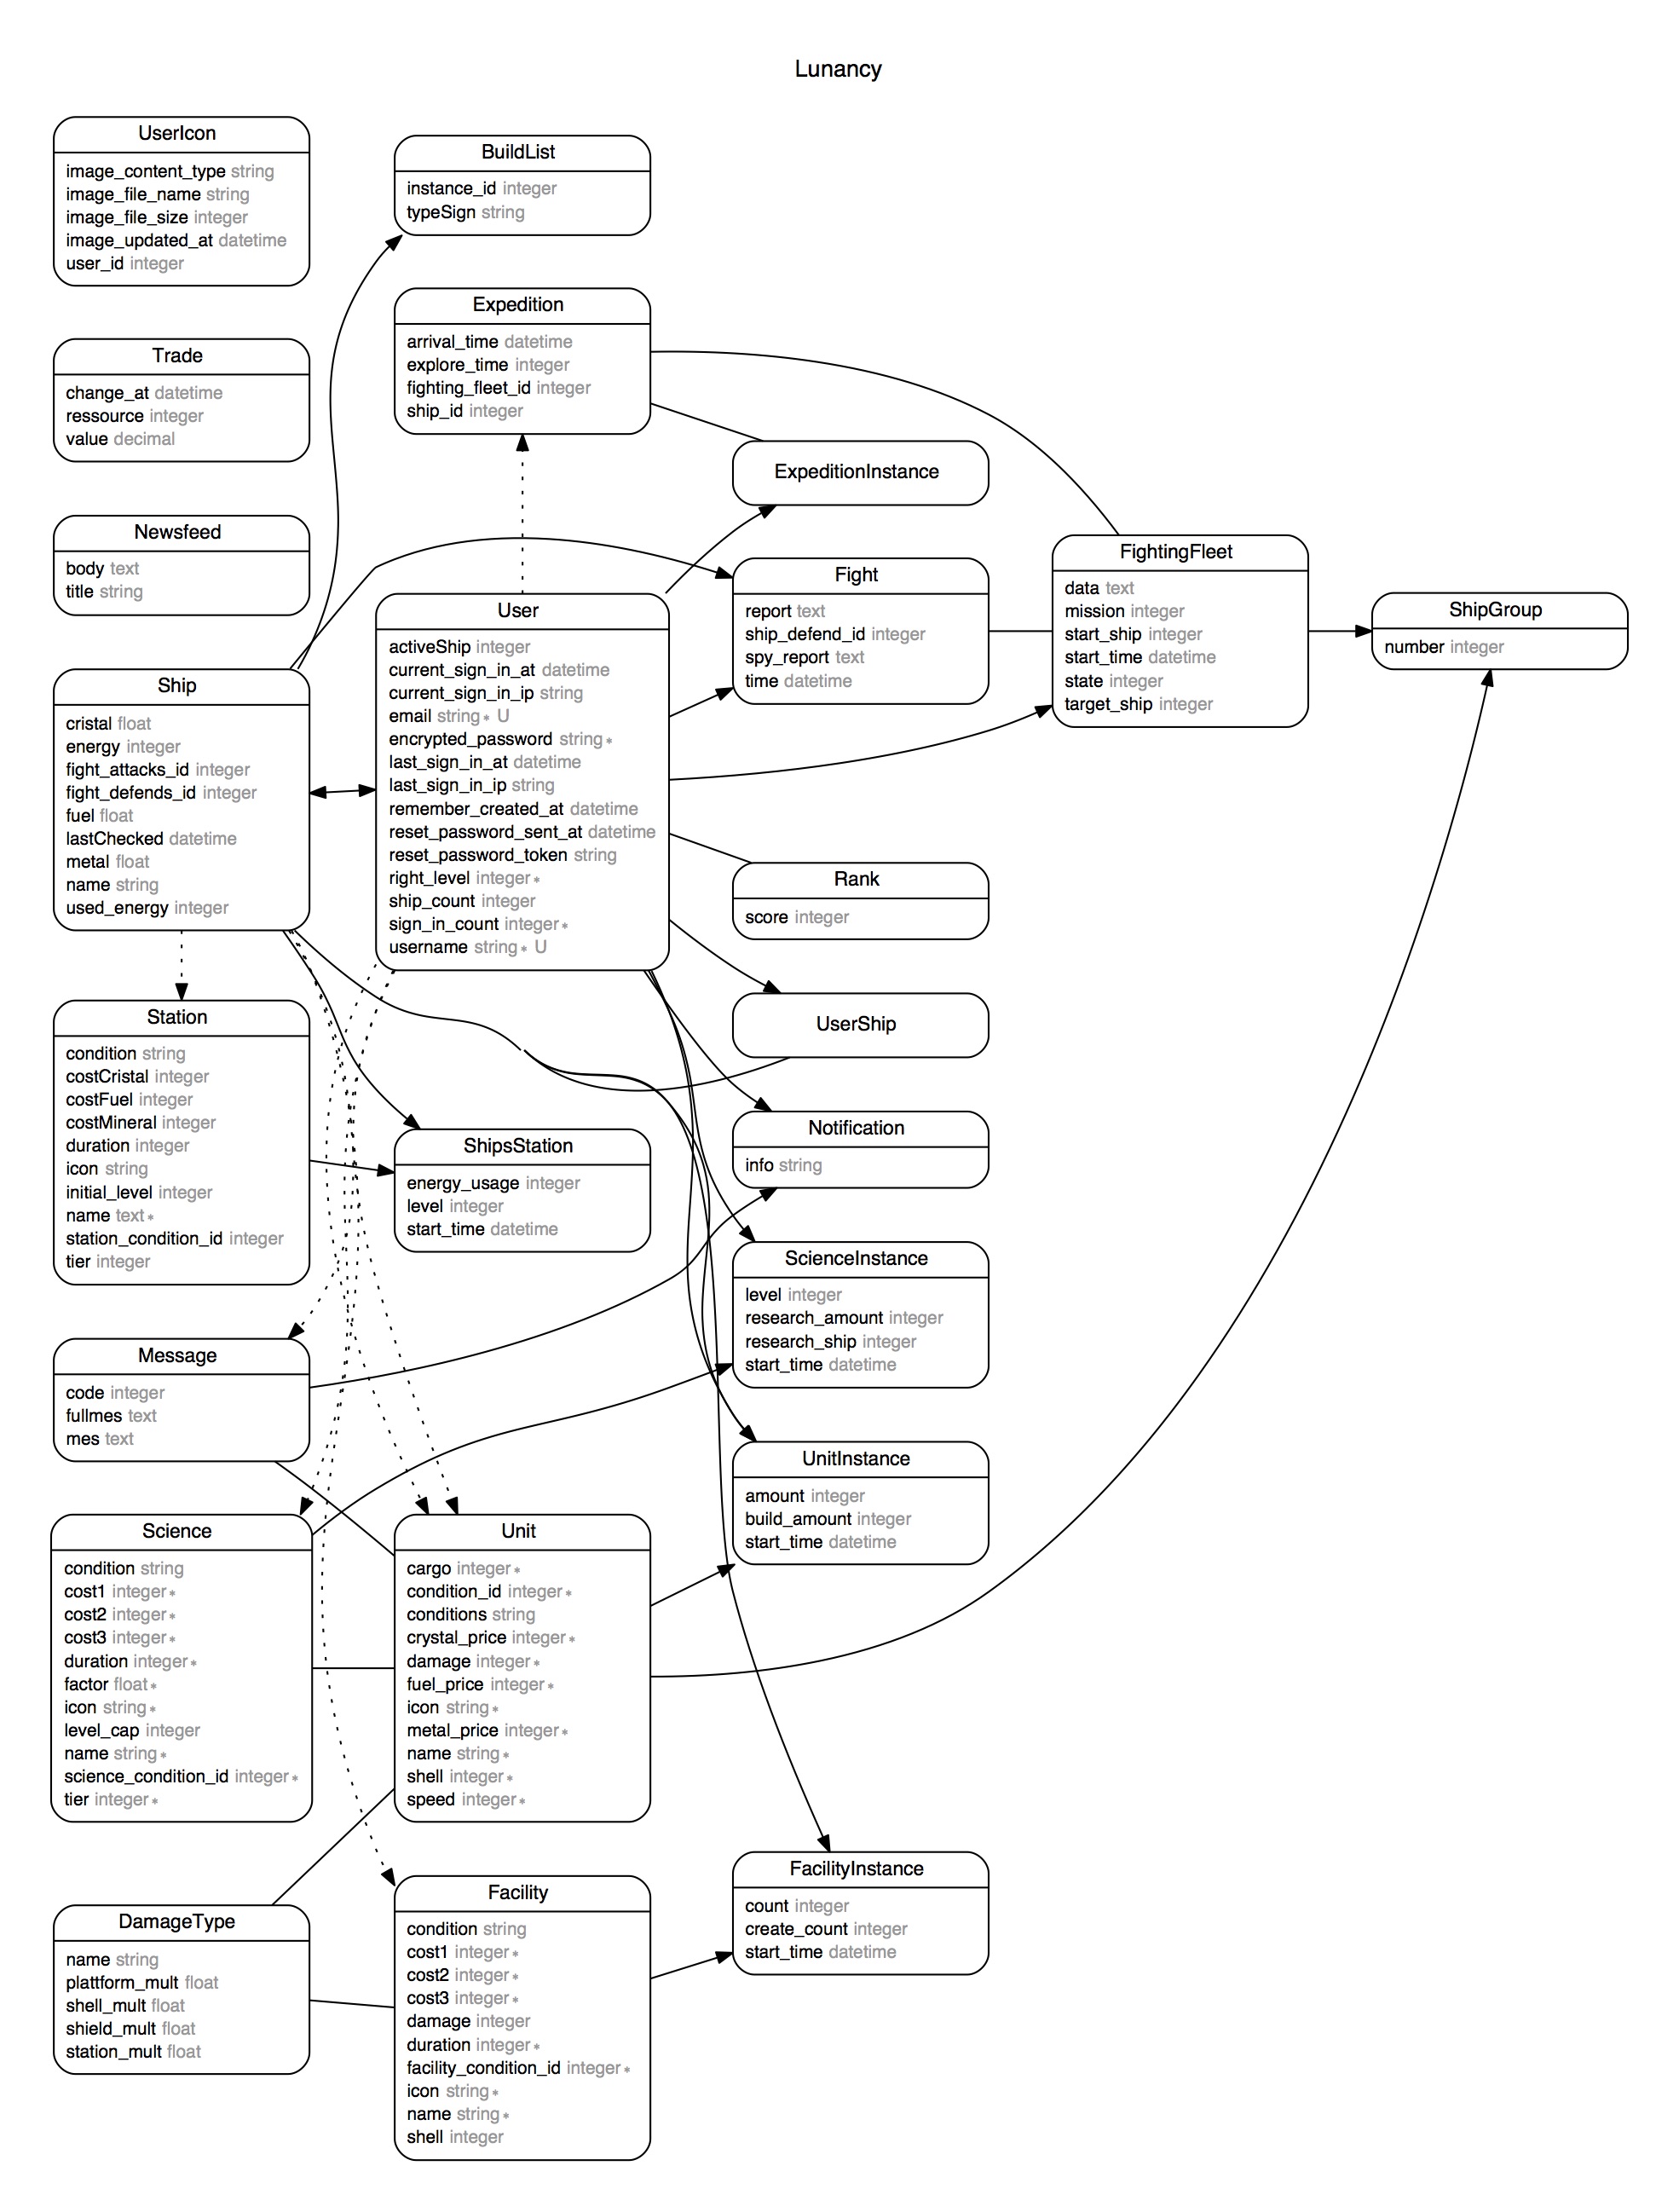 Lunancy
UserIcon
image_content_type string
image_file_name string
image_file_size integer
image_updated_at datetime
user_id integer
Trade
change_at datetime
ressource integer
value decimal
Newsfeed
body text
title string
Ship
cristal float
energy integer
fight_attacks_id integer
fight_defends_id integer
fuel float
lastChecked datetime
metal float
name string
used_energy integer
Station
condition string
costCristal integer
costFuel integer
costMineral integer
duration integer
icon string
initial_level integer
name text *
station_condition_id integer
tier integer
Message
code integer
fullmes text
mes text
Science
condition string
cost1 integer *
cost2 integer *
cost3 integer *
duration integer *
factor float *
icon string *
level_cap integer
name string *
science_condition_id integer *
tier integer *
DamageType
name string
plattform_mult float
shell_mult float
shield_mult float
station_mult float
BuildList
instance_id integer
typeSign string
Expedition
arrival_time datetime
explore_time integer
fighting_fleet_id integer
ship_id integer
User
activeShip integer
current_sign_in_at datetime
current_sign_in_ip string
email string * U
encrypted_password string *
last_sign_in_at datetime
last_sign_in_ip string
remember_created_at datetime
reset_password_sent_at datetime
reset_password_token string
right_level integer *
ship_count integer
sign_in_count integer *
username string * U
ShipsStation
energy_usage integer
level integer
start_time datetime
Unit
cargo integer *
condition_id integer *
conditions string
crystal_price integer *
damage integer *
fuel_price integer *
icon string *
metal_price integer *
name string *
shell integer *
speed integer *
Facility
condition string
cost1 integer *
cost2 integer *
cost3 integer *
damage integer
duration integer *
facility_condition_id integer *
icon string *
name string *
shell integer
ExpeditionInstance
Fight
report text
ship_defend_id integer
spy_report text
time datetime
Rank
score integer
UserShip
Notification
info string
ScienceInstance
level integer
research_amount integer
research_ship integer
start_time datetime
UnitInstance
amount integer
build_amount integer
start_time datetime
FacilityInstance
count integer
create_count integer
start_time datetime
FightingFleet
data text
mission integer
start_ship integer
start_time datetime
state integer
target_ship integer
ShipGroup
number integer